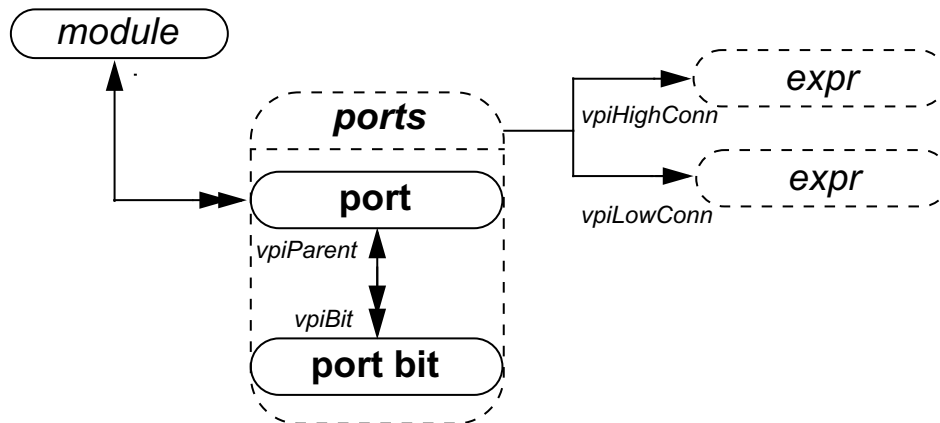 module
ports
expr
vpiHighConn
expr
vpiLowConn
port
vpiParent
vpiBit
port bit